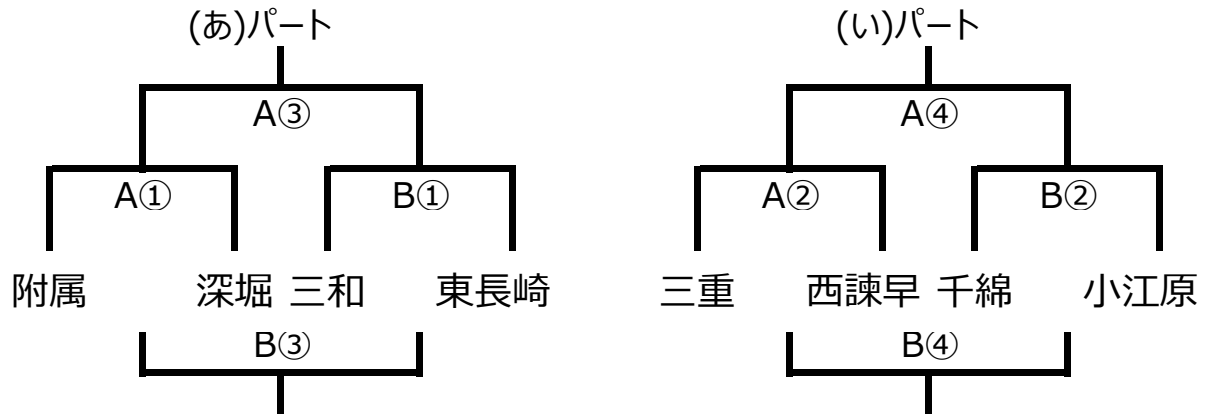 (あ)パート (い)パート
A③ A④
A① B① A② B②
附属 深堀 三和 東長崎 三重 西諫早 千綿 小江原
B③ B④